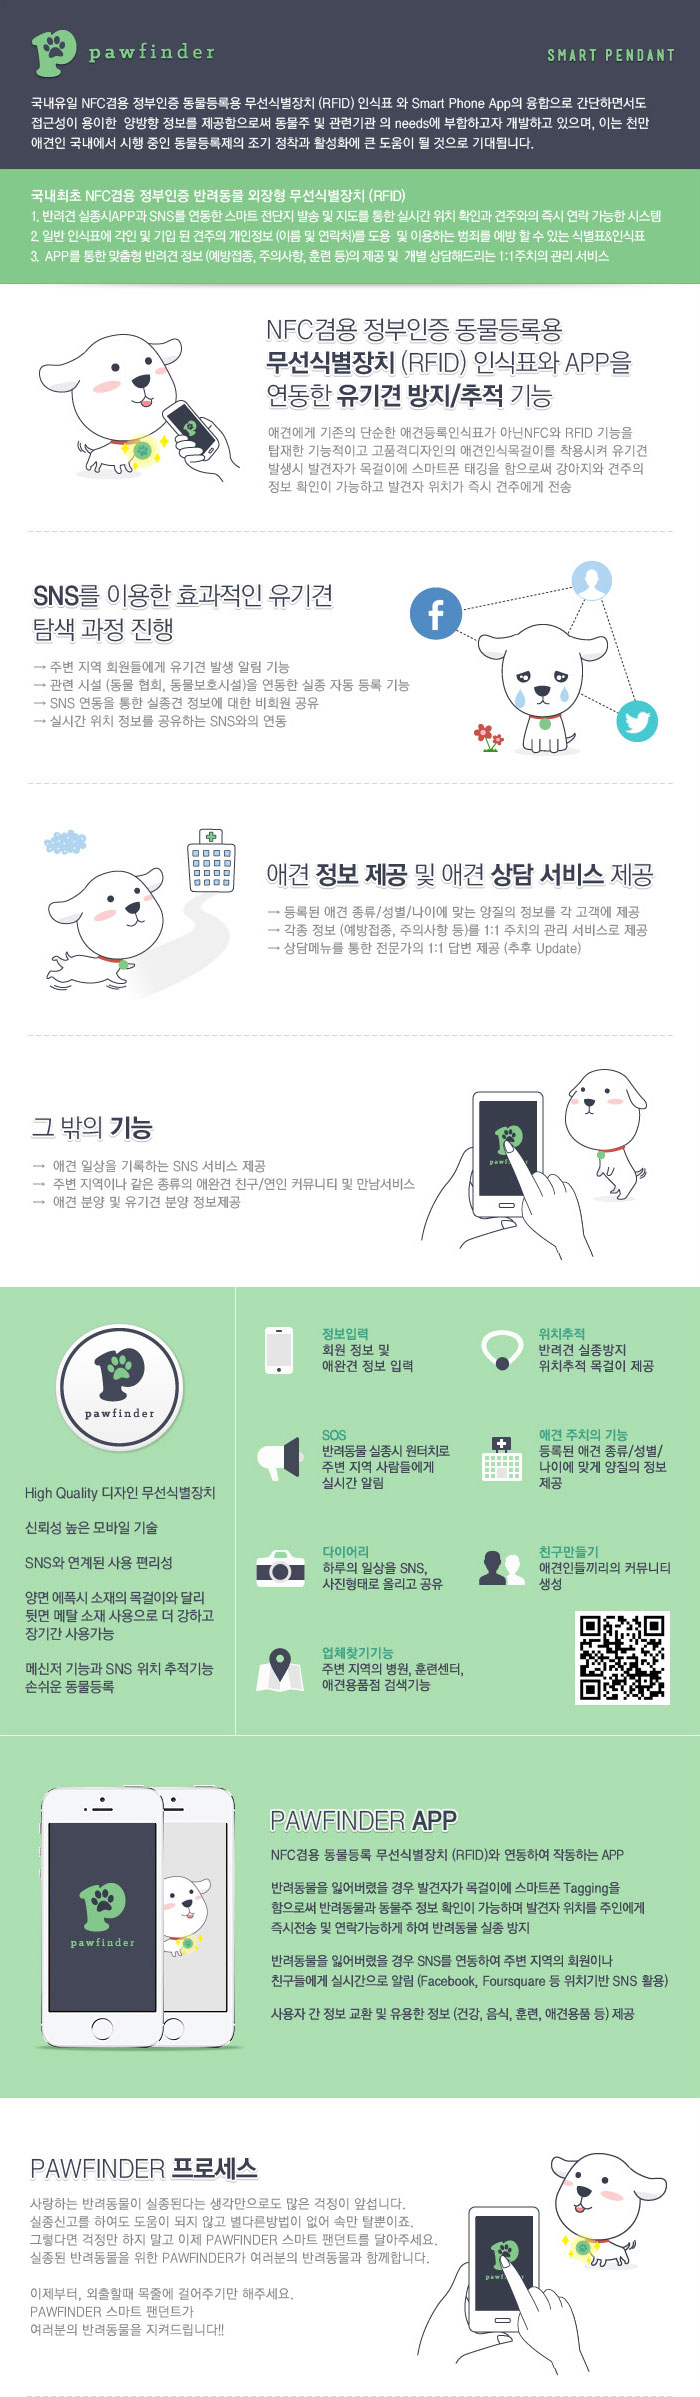 pawfinder
SMART PENDANT
국내유일 NFC겸용 정부인증 동물등록용 무선식별장치 (RFID) 인식표 와 Smart Phone App의 융합으로 간단하면서도
접근성이 용이한 양방향 정보를 제공함으로써 동물주 및 관련기관 의 needs에 부합하고자 개발하고 있으며, 이는 천만
애견인 국내에서 시행 중인 동물등록제의 조기 정착과 활성화에 큰 도움이 될 것으로 기대됩니다.
국내최초 NFC겸용 정부인증 반려동물 외장형 무선식별장치 (RFID)
1. 반려견 실종시APP과 SNS를 연동한 스마트 전단지 발송 및 지도를 통한 실시간 위치 확인과 견주와의 즉시 연락 가능한 시스템
2. 일반 인식표에 각인 및 기입 된 견주의 개인정보 (이름 및 연락처)를 도용 및 이용하는 범죄를 예방 할 수 있는 식별표&인식표
3. APP를 통한 맞춤형 반려견 정보 (예방접종, 주의사항, 훈련 등)의 제공 및 개별 상담해드리는 1:1주치의 관리 서비스
NFC겸용 정부인증 동물등록용
무선식별장치 (RFID) 인식표와 APP을
연동한 유기견 방지/추적 기능
애견에게 기존의 단순한 애견등록인식표가 아닌NFC와 RFID 기능을
탑재한 기능적이고 고품격디자인의 애견인식목걸이를 착용시켜 유기견
발생시 발견자가 목걸이에 스마트폰 태깅을 함으로써 강아지와 견주의
정보 확인이 가능하고 발견자 위치가 즉시 견주에게 전송
SNS를 이용한 효과적인 유기견
탐색 과정 진행
→ 주변 지역 회원들에게 유기견 발생 알림 기능
→ 관련 시설 (동물 협회, 동물보호시설)을 연동한 실종 자동 등록 기능
→ SNS 연동을 통한 실종견 정보에 대한 비회원 공유
→ 실시간 위치 정보를 공유하는 SNS와의 연동
애견 정보 제공 및 애견 상담 서비스 제공
→ 등록된 애견 종류/성별/나이에 맞는 양질의 정보를 각 고객에 제공
→ 각종 정보 (예방접종, 주의사항 등)를 1:1 주치의 관리 서비스로 제공
→ 상담메뉴를 통한 전문가의 1:1 답변 제공 (추후 Update)
그 밖의 기능
→ 애견 일상을 기록하는 SNS 서비스 제공
→ 주변 지역이나 같은 종류의 애완견 친구/연인 커뮤니티 및 만남서비스
→ 애견 분양 및 유기견 분양 정보제공
pawfinder
pawfinder
High Quality 디자인 무선식별장치
신뢰성 높은 모바일 기술
SNS와 연계된 사용 편리성
양면 에폭시 소재의 목걸이와 달리
뒷면 메탈 소재 사용으로 더 강하고
장기간 사용가능
메신저 기능과 SNS 위치 추적기능
손쉬운 동물등록
정보입력
회원 정보 및
애완견 정보 입력
위치추적
반려견 실종방지
위치추적 목걸이 제공
SOS
반려동물 실종시 원터치로
주변 지역 사람들에게
실시간 알림
애견 주치의 기능
등록된 애견 종류/성별/
나이에 맞게 양질의 정보
제공
다이어리
하루의 일상을 SNS,
사진형태로 올리고 공유
친구만들기
애견인들끼리의 커뮤니티
생성
업체찾기기능
주변 지역의 병원, 훈련센터,
애견용품점 검색기능
pawfinder
PAWFINDER APP
NFC겸용 동물등록 무선식별장치 (RFID)와 연동하여 작동하는 APP
반려동물을 잃어버렸을 경우 발견자가 목걸이에 스마트폰 Tagging을
함으로써 반려동물과 동물주 정보 확인이 가능하며 발견자 위치를 주인에게
즉시전송 및 연락가능하게 하여 반려동물 실종 방지
반려동물을 잃어버렸을 경우 SNS를 연동하여 주변 지역의 회원이나
친구들에게 실시간으로 알림 (Facebook, Foursquare 등 위치기반 SNS 활용)
사용자 간 정보 교환 및 유용한 정보 (건강, 음식, 훈련, 애견용품 등) 제공
PAWFINDER 프로세스
사랑하는 반려동물이 실종된다는 생각만으로도 많은 걱정이 앞섭니다.
실종신고를 하여도 도움이 되지 않고 별다른방법이 없어 속만 탈뿐이죠.
그렇다면 걱정만 하지 말고 이제 PAWFINDER 스마트 팬던트를 달아주세요.
실종된 반려동물을 위한 PAWFINDER가 여러분의 반려동물과 함께합니다.
이제부터, 외출할때 목줄에 걸어주기만 해주세요.
PAWFINDER 스마트 팬던트가
여러분의 반려동물을 지켜드립니다!!
pawfinder